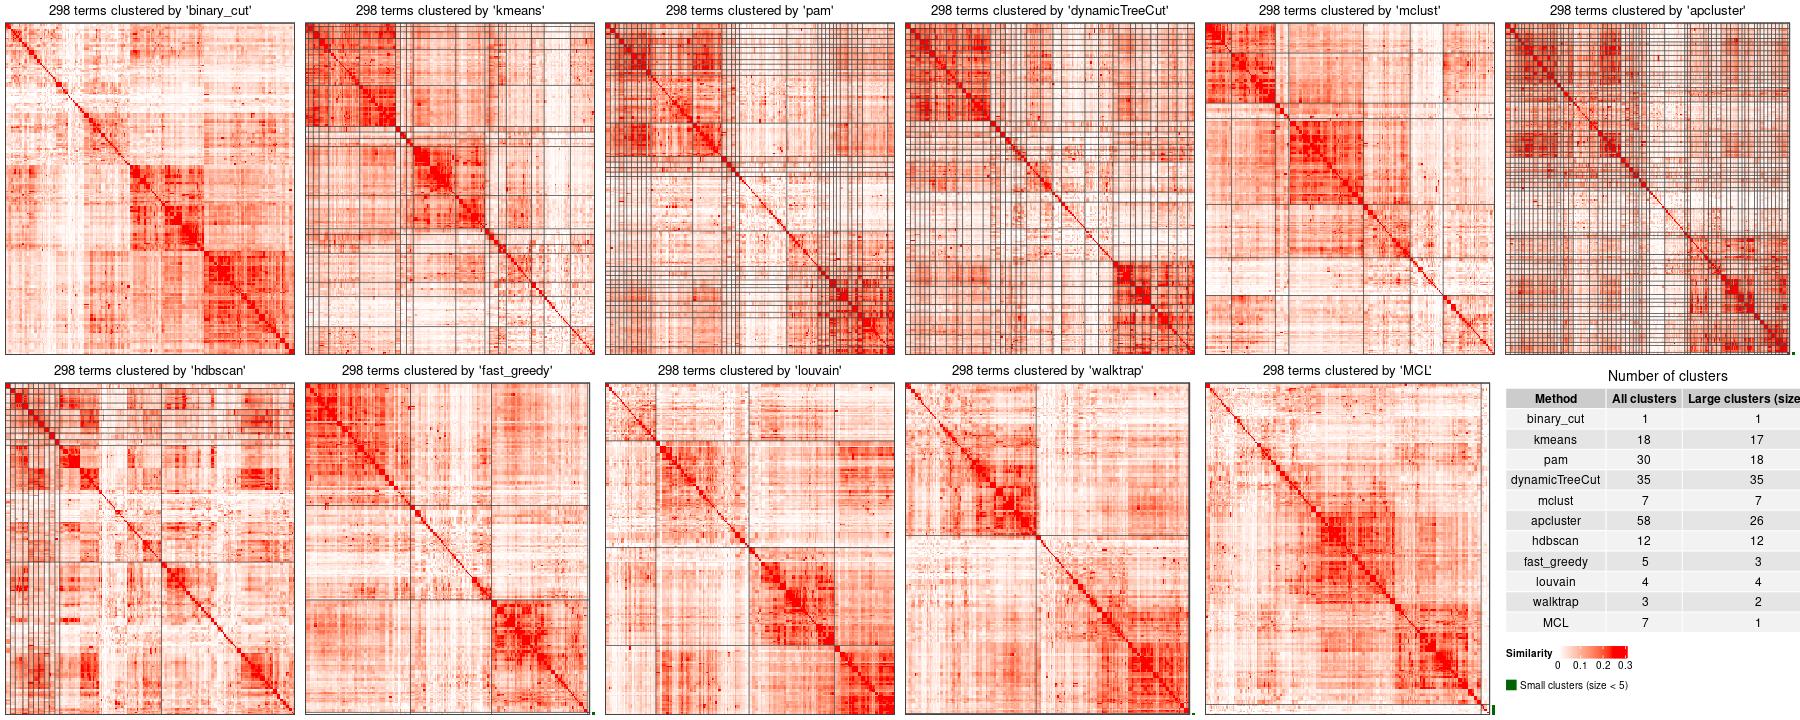 298 terms clustered by 'binary_cut'
298 terms clustered by 'kmeans'
298 terms clustered by 'pam'
298 terms clustered by 'dynamicTreeCut'
298 terms clustered by 'mclust'
298 terms clustered by 'apcluster'
298 terms clustered by 'hdbscan'
298 terms clustered by 'fast_greedy'
298 terms clustered by 'louvain'
298 terms clustered by 'walktrap'
298 terms clustered by 'MCL'
Number of clusters
Method All clusters Large clusters (size
binary_cut 1 1
kmeans 18 17
pam 30 18
dynamicTreeCut 35 35
mclust 7 7
apcluster 58 26
hdbscan 12 12
fast_greedy 5 3
louvain 4 4
walktrap 3 2
MCL 7 1
Similarity
0 0.1 0.2 0.3
Small clusters (size < 5)